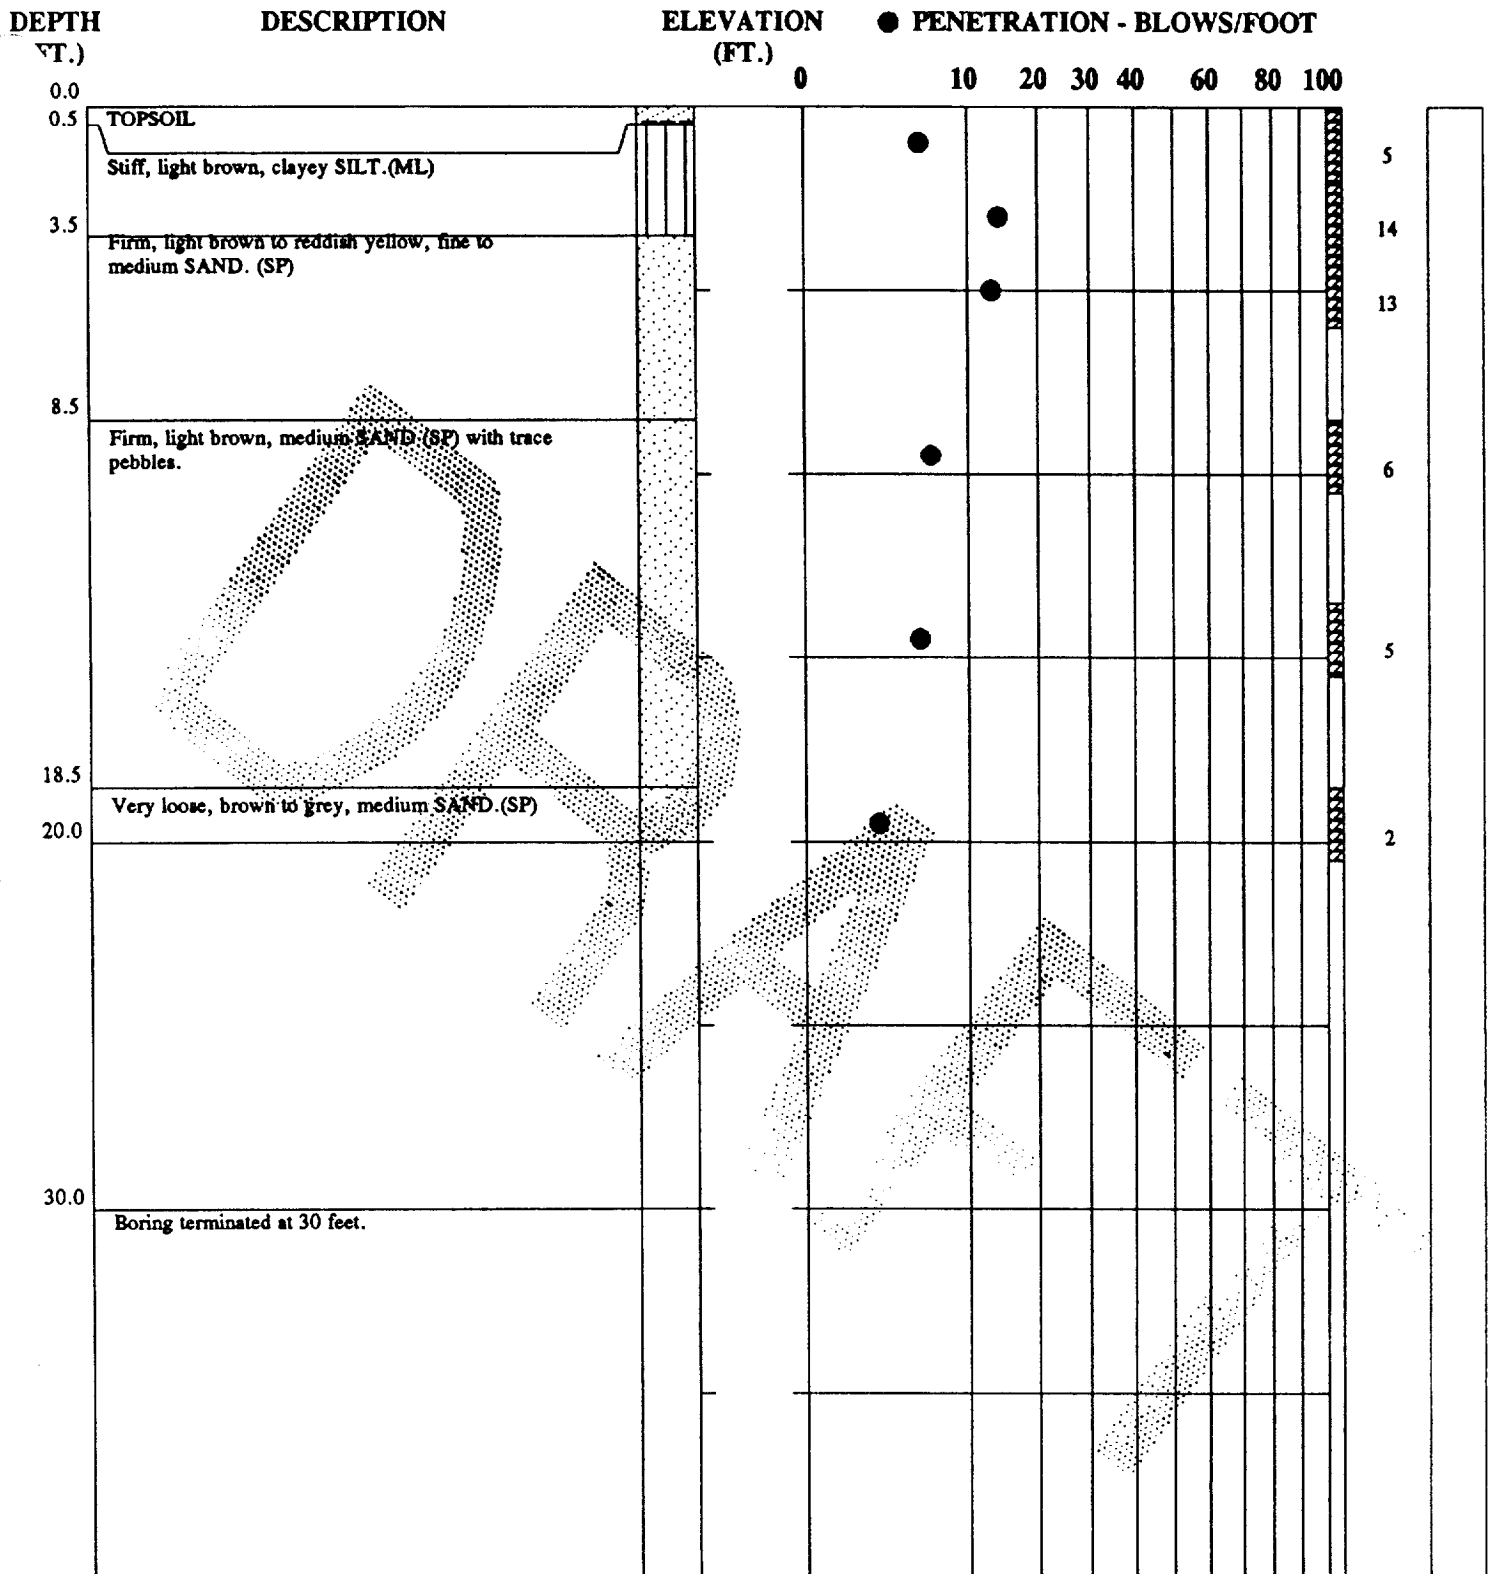 DEPTH DESCRIPTION ELEVATION ● PENETRATION - BLOWS/FOOT
FT.) (FT.)
0 10 20 30 40 60 80 100
0.0
0.5 TOPSOIL
Stiff, light brown, clayey SILT.(ML) 5
3.5 14
Firm, light brown to reddish yellow, fine to
medium SAND. (SP)
13
8.5
Firm, light brown, medium SAND (SP) with trace
pebbles. 6
5
18.5
Very loose, brown to grey, medium SAND.(SP)
20.0 2
30.0
Boring terminated at 30 feet.
DRAFT